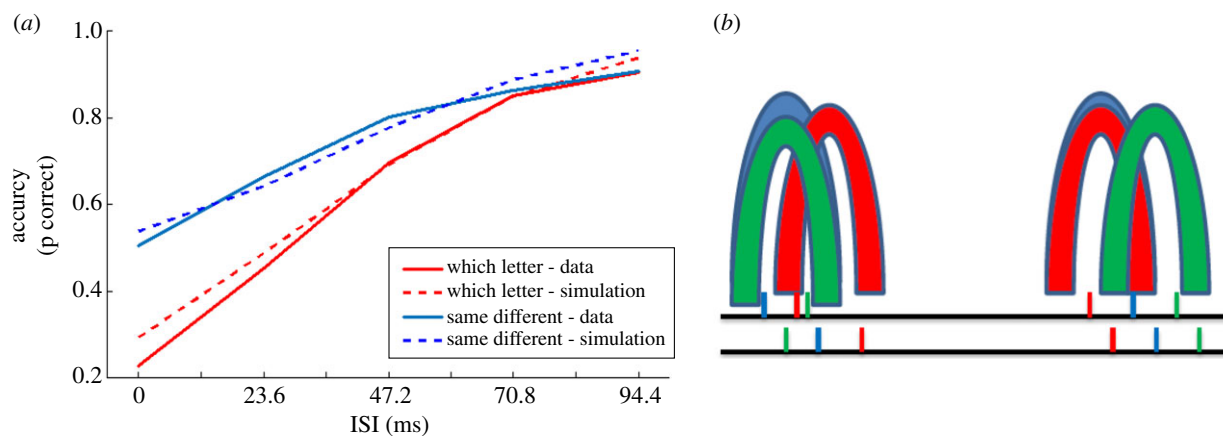 (a)
1.0
0.8
0.6
0.4
0.2
accurcy
(p correct)
which letter - data
which letter - simulation
same different - data
same different - simulation
0 23.6 47.2 70.8 94.4
ISI (ms)
(b)